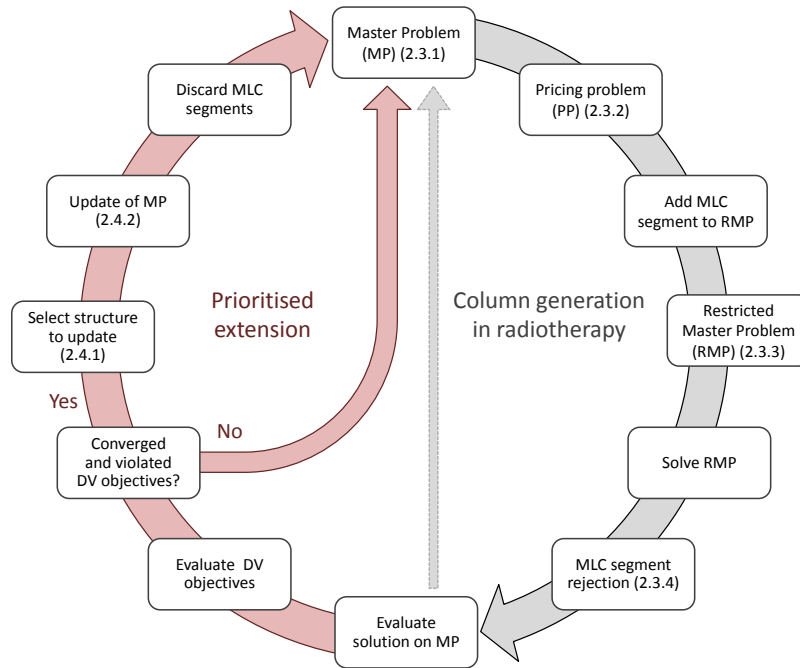 Master Problem
(MP) (2.3.1)
Pricing problem
(PP) (2.3.2)
Add MLC
segment to RMP
Restricted
Master Problem
(RMP) (2.3.3)
Solve RMP
MLC segment
rejection (2.3.4)
Evaluate
solution on MP
Evaluate DV
objectives
Converged
and violated
DV objectives?
Yes
No
Select structure
to update
(2.4.1)
Update of MP
(2.4.2)
Discard MLC
segments
Prioritised
extension
Column generation
in radiotherapy